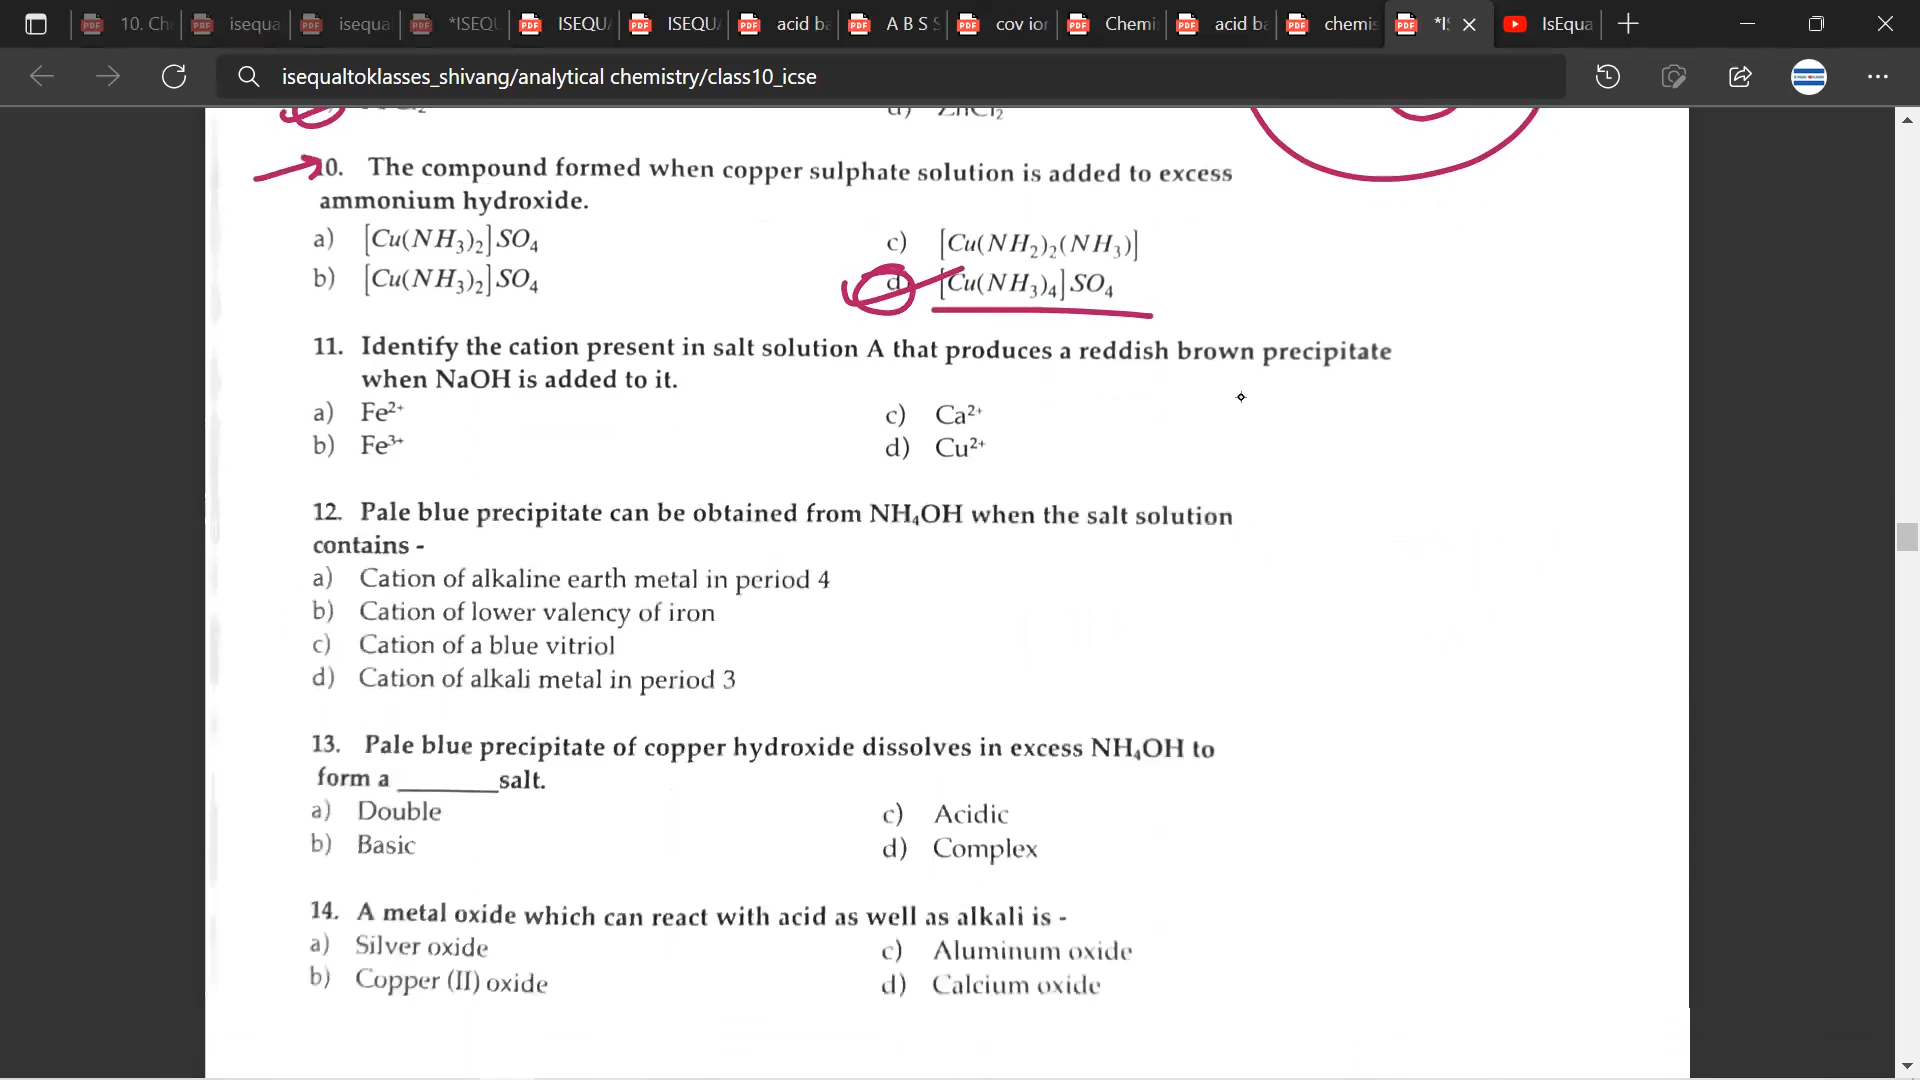 10. Ch
isequa
isequa
*ISEQU
ISEQU
ISEQU
acid ba
A B S S
cov ion
Chemi
acid ba
chemis
*IS
IsEqua
isequaltoklasses_shivang/analytical chemistry/class10_icse
d) ZnCl₂
10. The compound formed when copper sulphate solution is added to excess
ammonium hydroxide.
a) [Cu(NH₃)₂]SO₄
c) [Cu(NH₂)₂(NH₃)]
b) [Cu(NH₃)₂]SO₄
d [Cu(NH₃)₄]SO₄
11. Identify the cation present in salt solution A that produces a reddish brown precipitate
when NaOH is added to it.
a) Fe²⁺
c) Ca²⁺
b) Fe³⁺
d) Cu²⁺
12. Pale blue precipitate can be obtained from NH₄OH when the salt solution
contains -
a) Cation of alkaline earth metal in period 4
b) Cation of lower valency of iron
c) Cation of a blue vitriol
d) Cation of alkali metal in period 3
13. Pale blue precipitate of copper hydroxide dissolves in excess NH₄OH to
form a ________salt.
a) Double
c) Acidic
b) Basic
d) Complex
14. A metal oxide which can react with acid as well as alkali is -
a) Silver oxide
c) Aluminum oxide
b) Copper (II) oxide
d) Calcium oxide